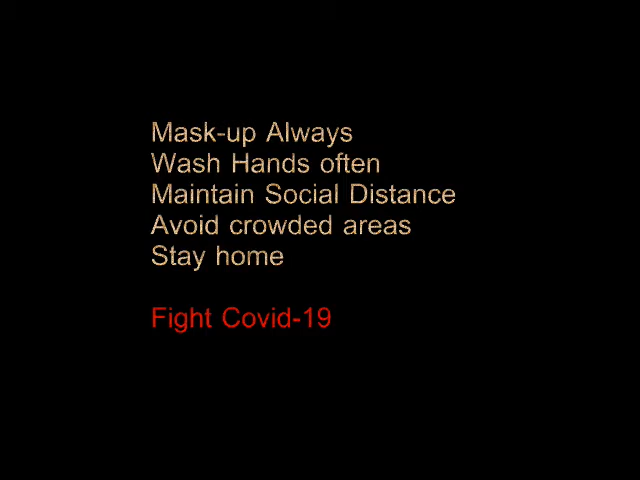 Mask-up Always
Wash Hands often
Maintain Social Distance
Avoid crowded areas
Stay home
Fight Covid-19